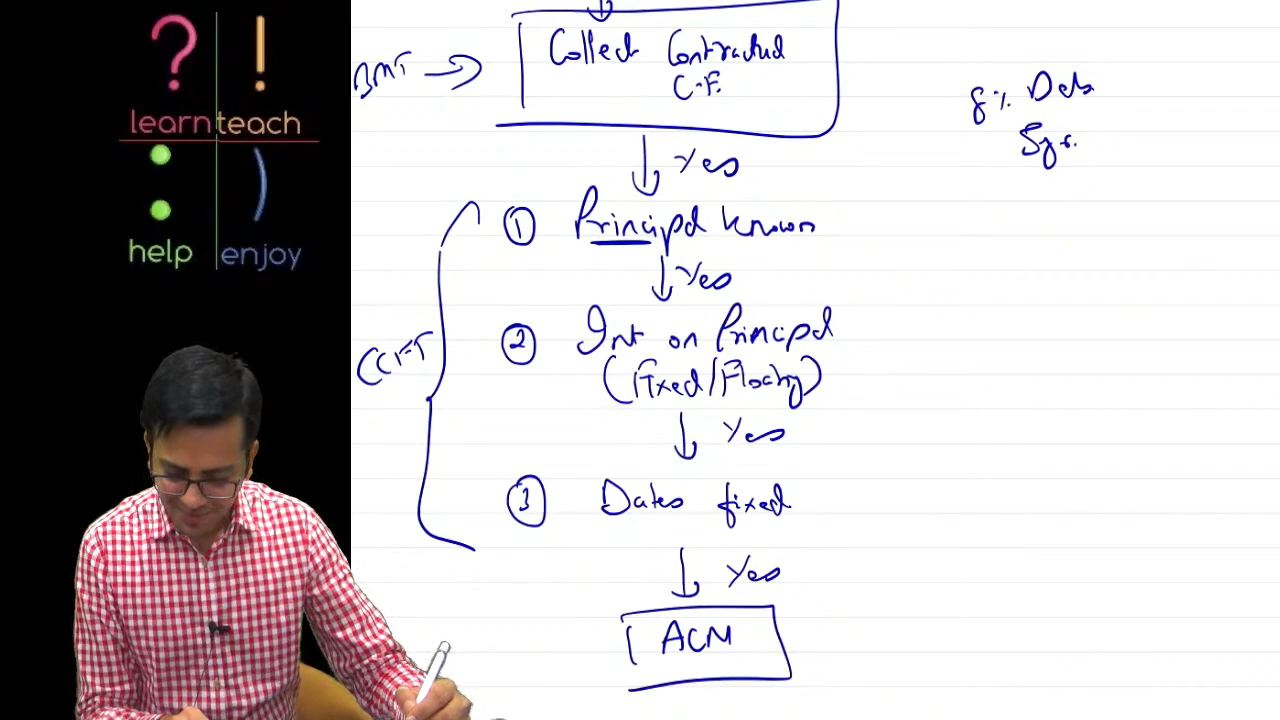 ?
!
learn teach
: )
help enjoy
Collect Contracted
C.F.
BMT →
8% Deb
5yr.
↓ Yes
① Principal known
↓ Yes
② Int on Principal
(Fixed/Floating)
CCFT
↓ Yes
③ Dates fixed
↓ Yes
ACM